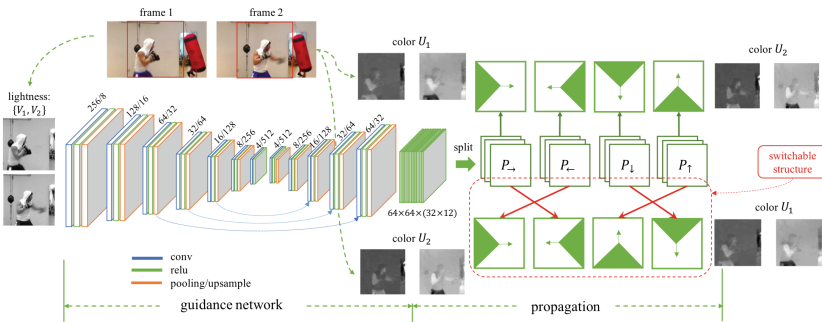 frame 1
frame 2
color U₁
color U₂
lightness:
{V₁, V₂}
256/8
128/16
64/32
32/64
16/128
8/256
4/512
4/512
8/256
16/128
32/64
64/32
split
P→
P←
P↓
P↑
switchable
structure
64×64×(32×12)
color U₂
color U₁
conv
relu
pooling/upsample
guidance network
propagation